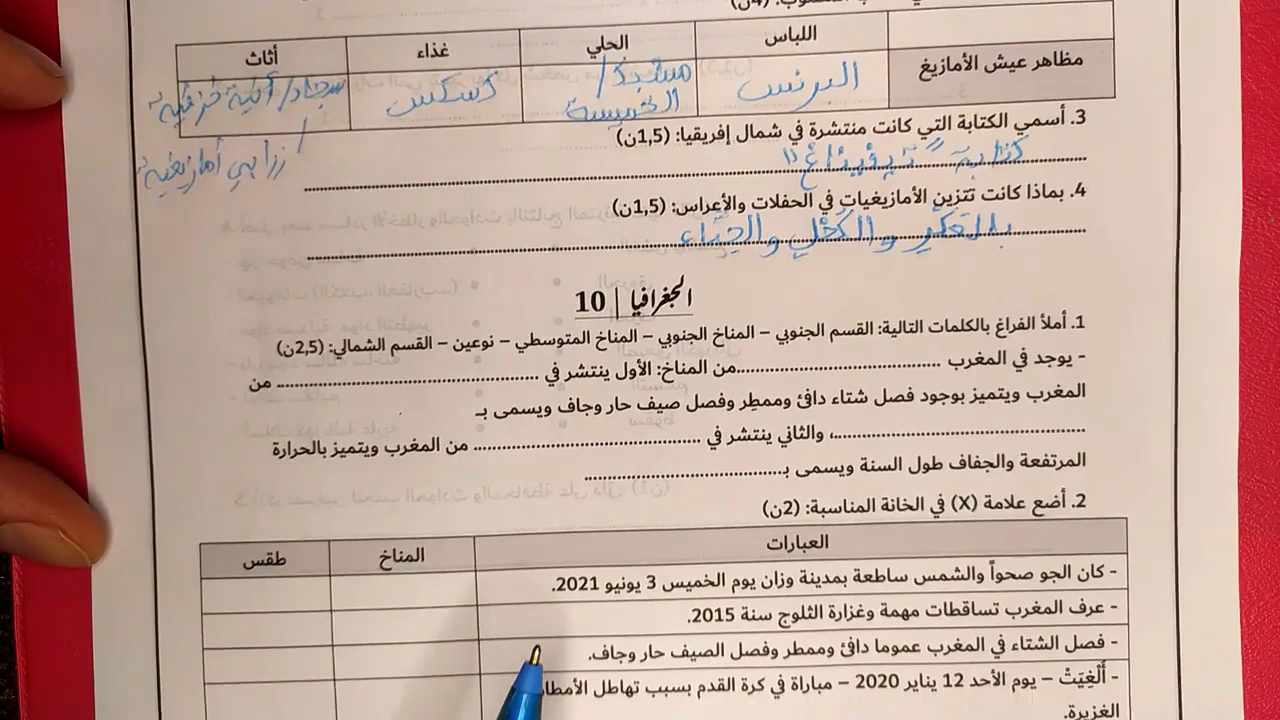 اللباس الحلي غذاء أثاث
مظاهر عيش الأمازيغ البرنس مشبد/ الخميسة كسكس سجاد/ آنية خزفية/ زرابي أمازيغية
3. أسمي الكتابة التي كانت منتشرة في شمال إفريقيا: (1,5ن)
كتابة "تيفيناغ"
4. بماذا كانت تتزين الأمازيغيات في الحفلات والأعراس: (1,5ن)
والكُحْلِ والحِنَّاء
الجغرافيا | 10
1. أملأ الفراغ بالكلمات التالية: القسم الجنوبي – المناخ الجنوبي – المناخ المتوسطي – نوعين – القسم الشمالي: (2,5ن)
- يوجد في المغرب ........................من المناخ: الأول ينتشر في ........................ من
المغرب ويتميز بوجود فصل شتاء دافئ وممطِر وفصل صيف حار وجاف ويسمى بـ
........................، والثاني ينتشر في ........................ من المغرب ويتميز بالحرارة
المرتفعة والجفاف طول السنة ويسمى بـ........................
2. أضع علامة (X) في الخانة المناسبة: (2ن)
العبارات المناخ طقس
- كان الجو صحواً والشمس ساطعة بمدينة وزان يوم الخميس 3 يونيو 2021.
- عرف المغرب تساقطات مهمة وغزارة الثلوج سنة 2015.
- فصل الشتاء في المغرب عموما دافئ وممطر وفصل الصيف حار وجاف.
- أُلْغِيَتْ – يوم الأحد 12 يناير 2020 – مباراة في كرة القدم بسبب تهاطل الأمطار
الغزيرة.